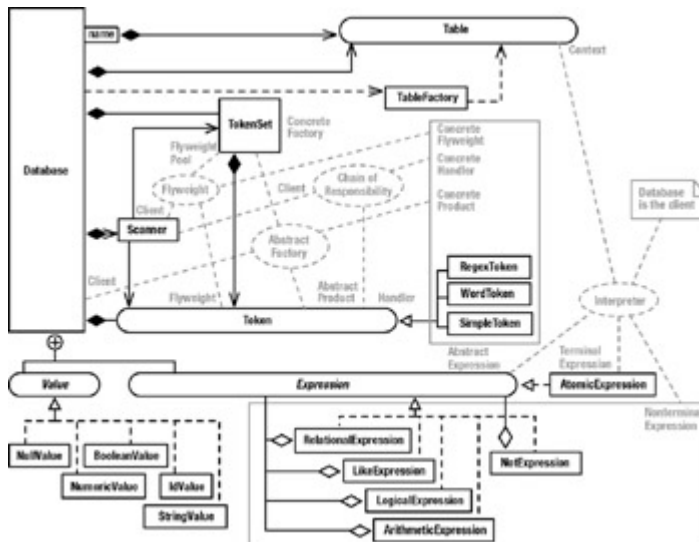 name
Table
Context
TableFactory
TokenSet
Concrete
Factory
Flyweight
Pool
Concrete
Flyweight
Concrete
Handler
Concrete
Product
Database
Flyweight
Client
Chain of
Responsibility
Database
is the client
Client
Scanner
Abstract
Factory
Client
RegexToken
WordToken
SimpleToken
Interpreter
Flyweight
Abstract
Product
Handler
Token
Abstract
Expression
Terminal
Expression
Value
Expression
AtomicExpression
Nontermina
Expression
NullValue
BooleanValue
NumericValue
IdValue
StringValue
RelationalExpression
LikeExpression
LogicalExpression
ArithmeticExpression
NotExpression